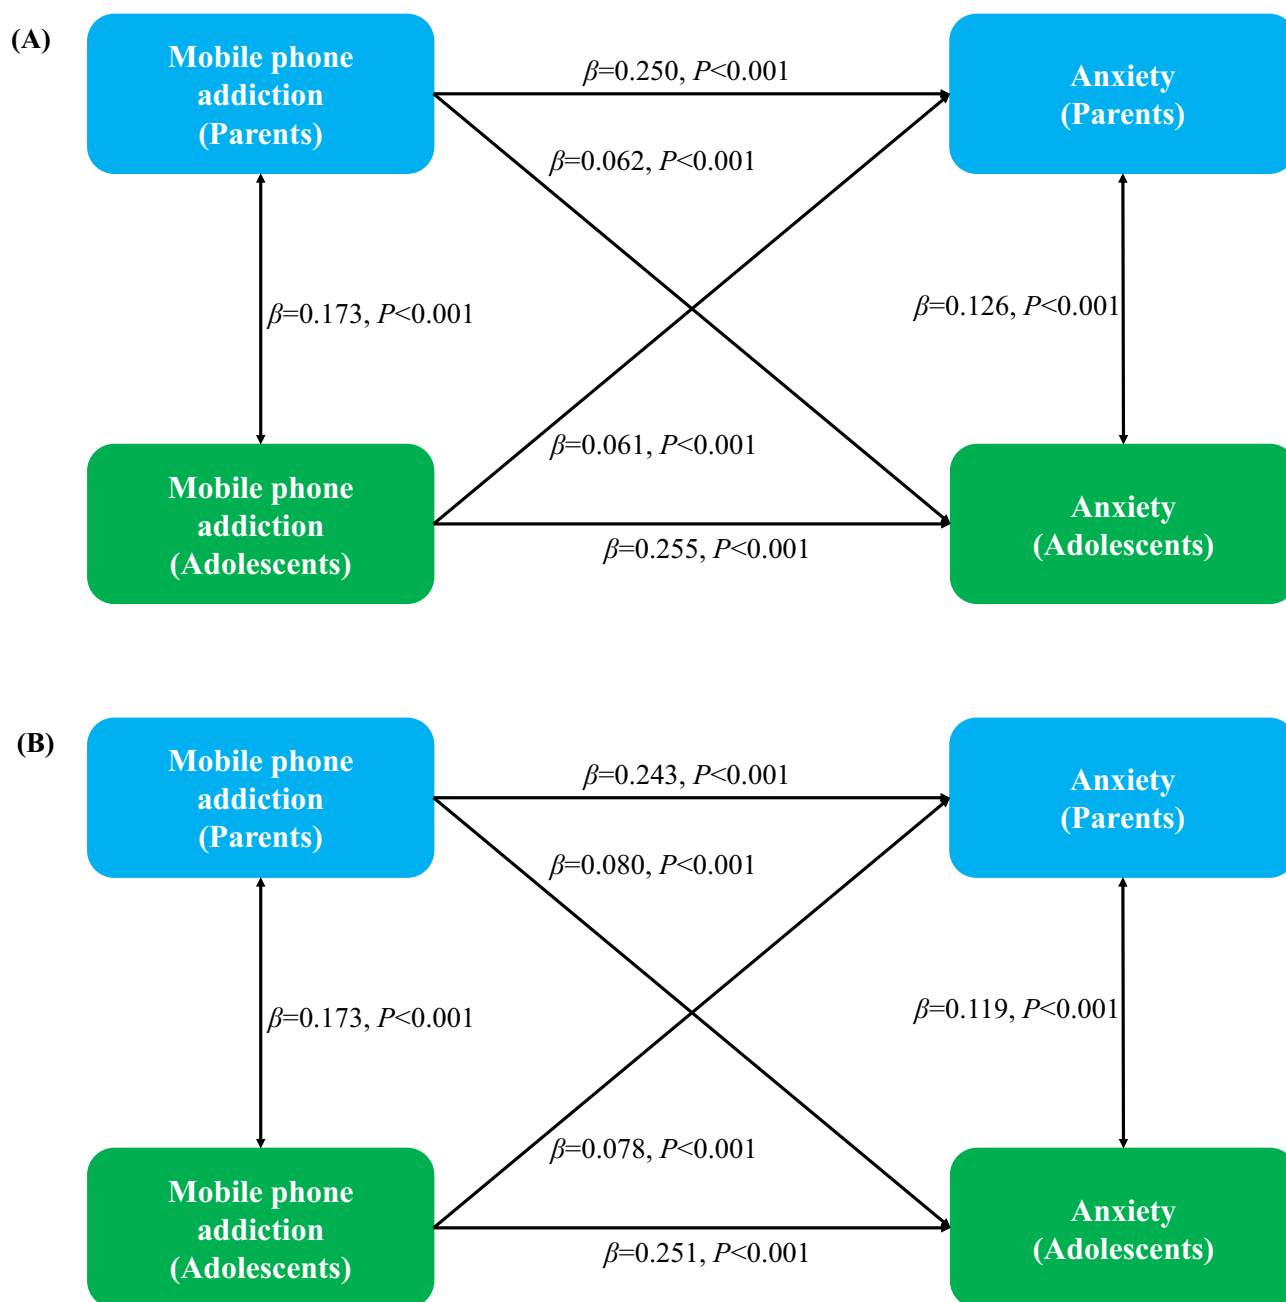 (A)
Mobile phone
addiction
(Parents)
β=0.250, P<0.001
Anxiety
(Parents)
β=0.062, P<0.001
β=0.173, P<0.001
β=0.126, P<0.001
β=0.061, P<0.001
Mobile phone
addiction
(Adolescents)
β=0.255, P<0.001
Anxiety
(Adolescents)
(B)
Mobile phone
addiction
(Parents)
β=0.243, P<0.001
Anxiety
(Parents)
β=0.080, P<0.001
β=0.173, P<0.001
β=0.119, P<0.001
β=0.078, P<0.001
Mobile phone
addiction
(Adolescents)
β=0.251, P<0.001
Anxiety
(Adolescents)